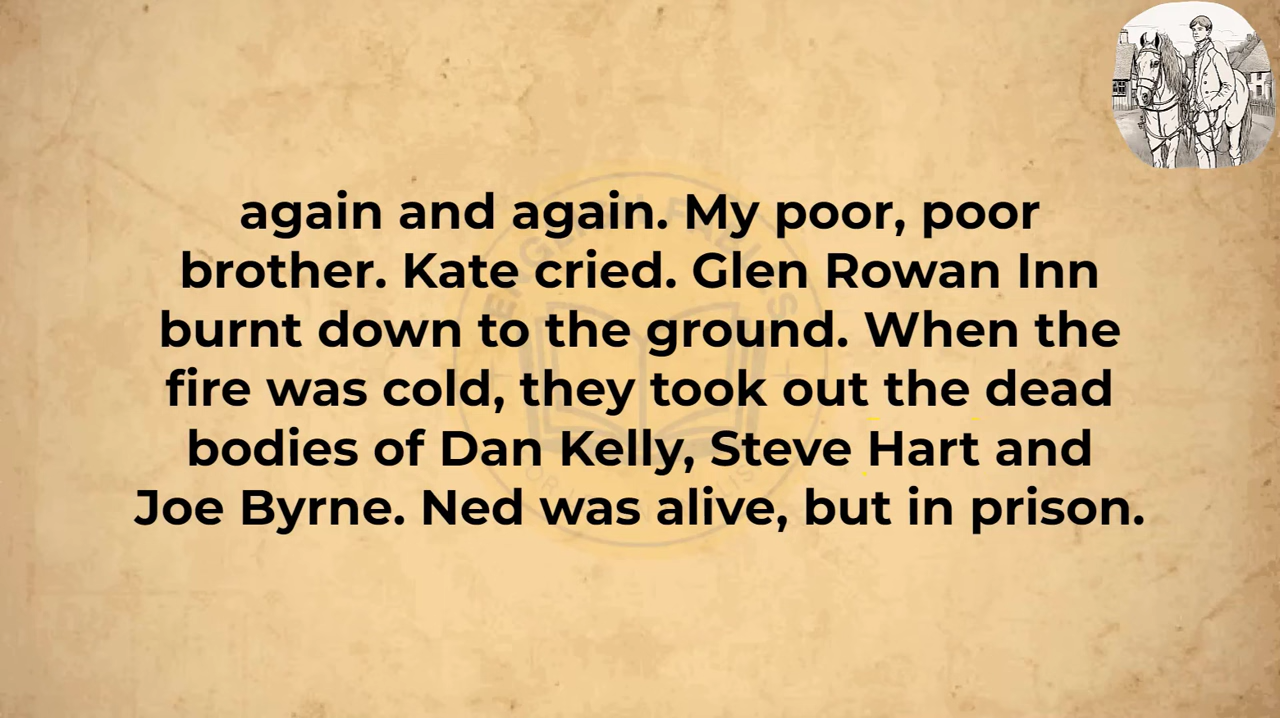 again and again. My poor, poor
brother. Kate cried. Glen Rowan Inn
burnt down to the ground. When the
fire was cold, they took out the dead
bodies of Dan Kelly, Steve Hart and
Joe Byrne. Ned was alive, but in prison.